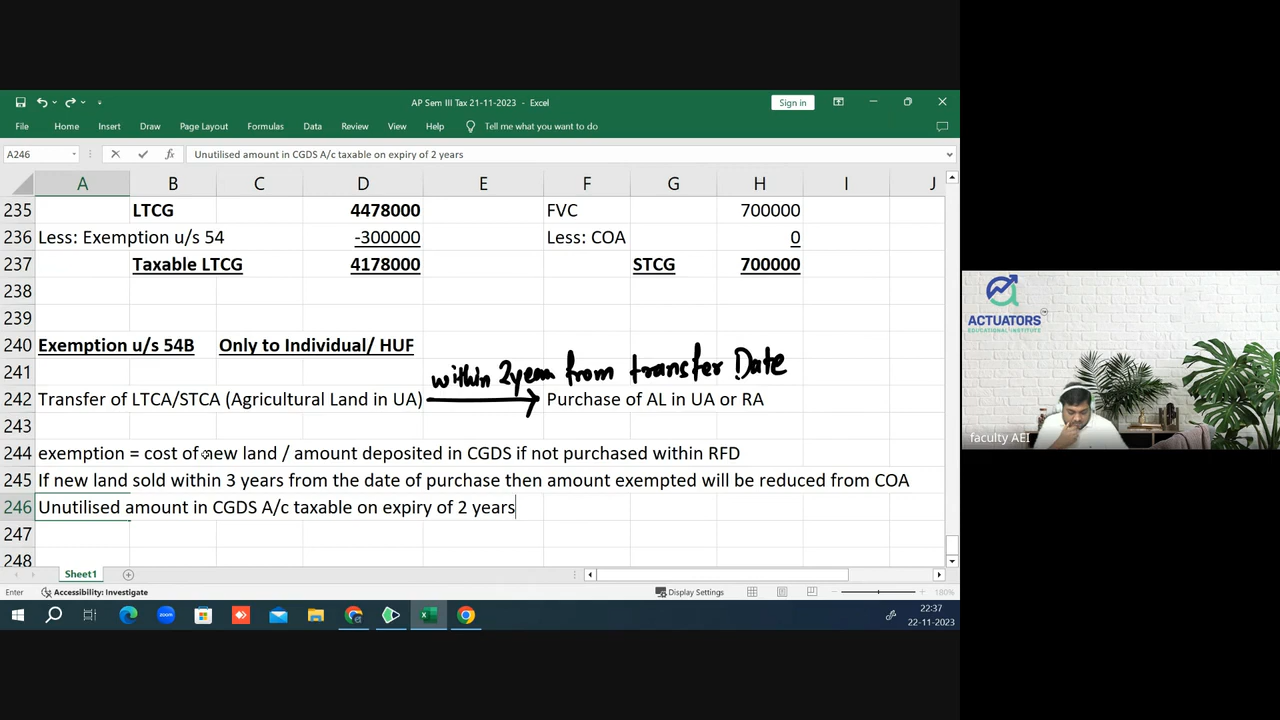 AP Sem III Tax 21-11-2023 - Excel
Sign in
File Home Insert Draw Page Layout Formulas Data Review View Help Tell me what you want to do
A246 fx Unutilised amount in CGDS A/c taxable on expiry of 2 years
A B C D E F G H I J
235 LTCG 4478000 FVC 700000
236 Less: Exemption u/s 54 -300000 Less: COA 0
237 Taxable LTCG 4178000 STCG 700000
238
239
240 Exemption u/s 54B Only to Individual/ HUF
241 within 2year from transfer Date
242 Transfer of LTCA/STCA (Agricultural Land in UA) Purchase of AL in UA or RA
243
244 exemption = cost of new land / amount deposited in CGDS if not purchased within RFD
245 If new land sold within 3 years from the date of purchase then amount exempted will be reduced from COA
246 Unutilised amount in CGDS A/c taxable on expiry of 2 years
247
248
Sheet1
Enter Accessibility: Investigate Display Settings 180%
zoom
22:37
22-11-2023
ACTUATORS
EDUCATIONAL INSTITUTE
faculty AEI